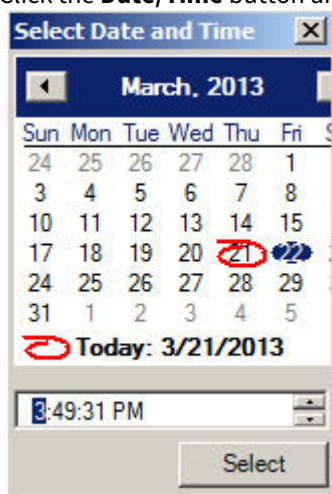 Click the Date/Time button
Select Date and Time
March, 2013
Sun Mon Tue Wed Thu Fri
24 25 26 27 28 1
3 4 5 6 7 8
10 11 12 13 14 15
17 18 19 20 21 22
24 25 26 27 28 29
31 1 2 3 4 5
Today: 3/21/2013
3:49:31 PM
Select